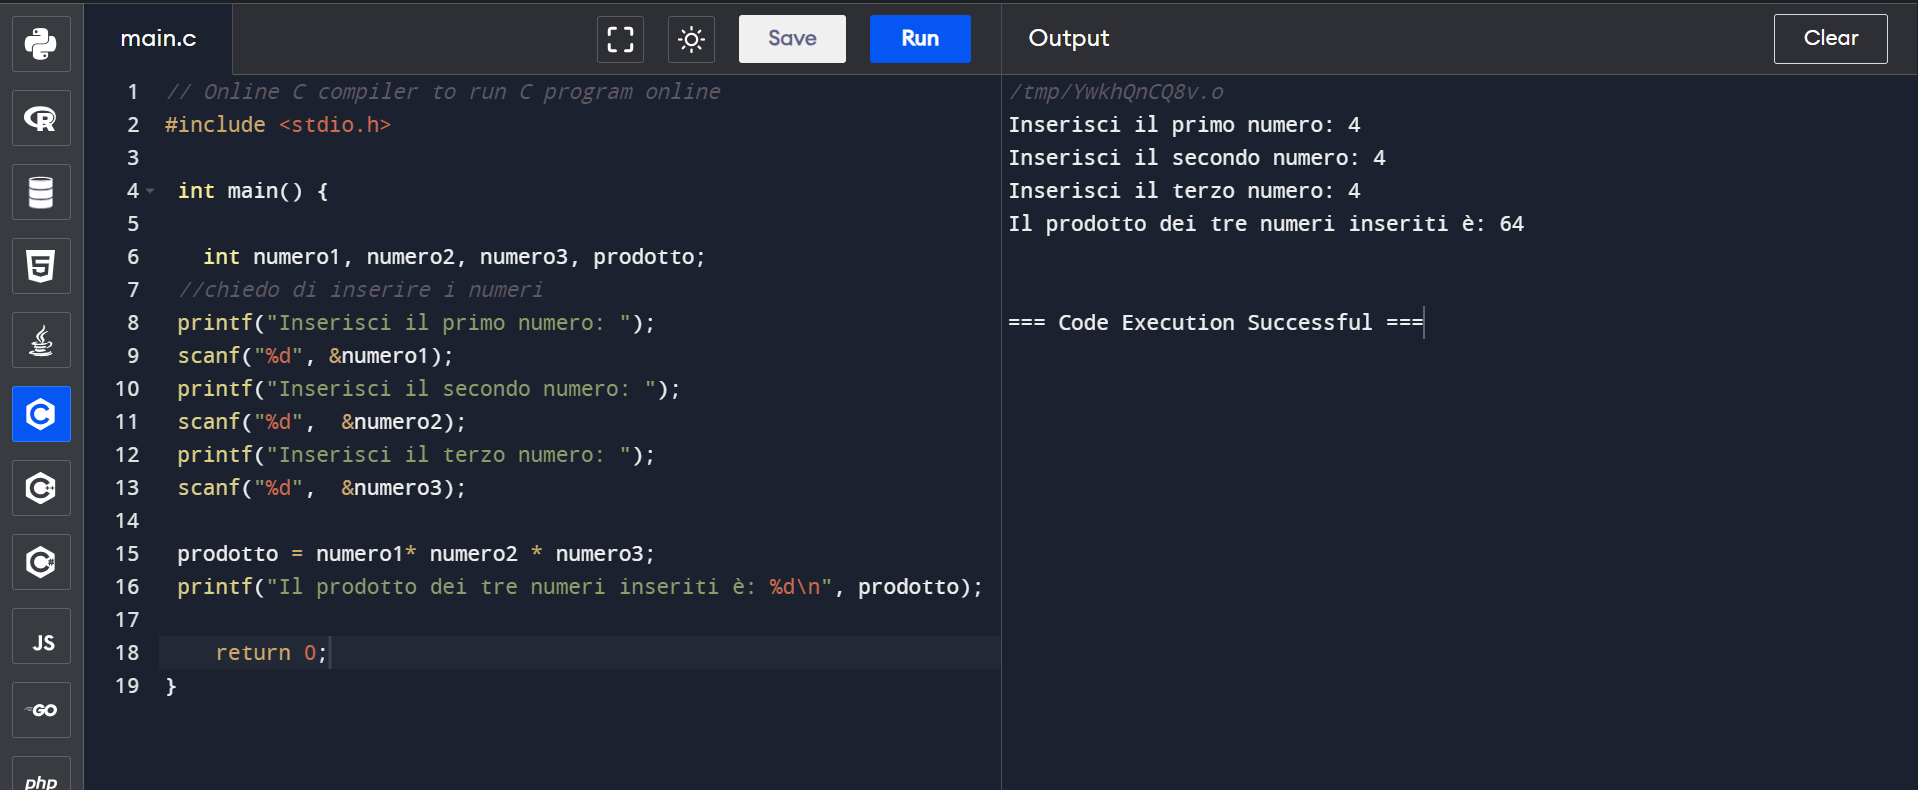 main.c
Save
Run
Output
Clear
1 // Online C compiler to run C program online
2 #include <stdio.h>
3
4 int main() {
5
6 int numero1, numero2, numero3, prodotto;
7 //chiedo di inserire i numeri
8 printf("Inserisci il primo numero: ");
9 scanf("%d", &numero1);
10 printf("Inserisci il secondo numero: ");
11 scanf("%d",  &numero2);
12 printf("Inserisci il terzo numero: ");
13 scanf("%d",  &numero3);
14
15 prodotto = numero1* numero2 * numero3;
16 printf("Il prodotto dei tre numeri inseriti è: %d\n", prodotto);
17
18 return 0;
19 }
/tmp/YwkhQnCQ8v.o
Inserisci il primo numero: 4
Inserisci il secondo numero: 4
Inserisci il terzo numero: 4
Il prodotto dei tre numeri inseriti è: 64
=== Code Execution Successful ===
R
5
C
C++
C#
JS
GO
php